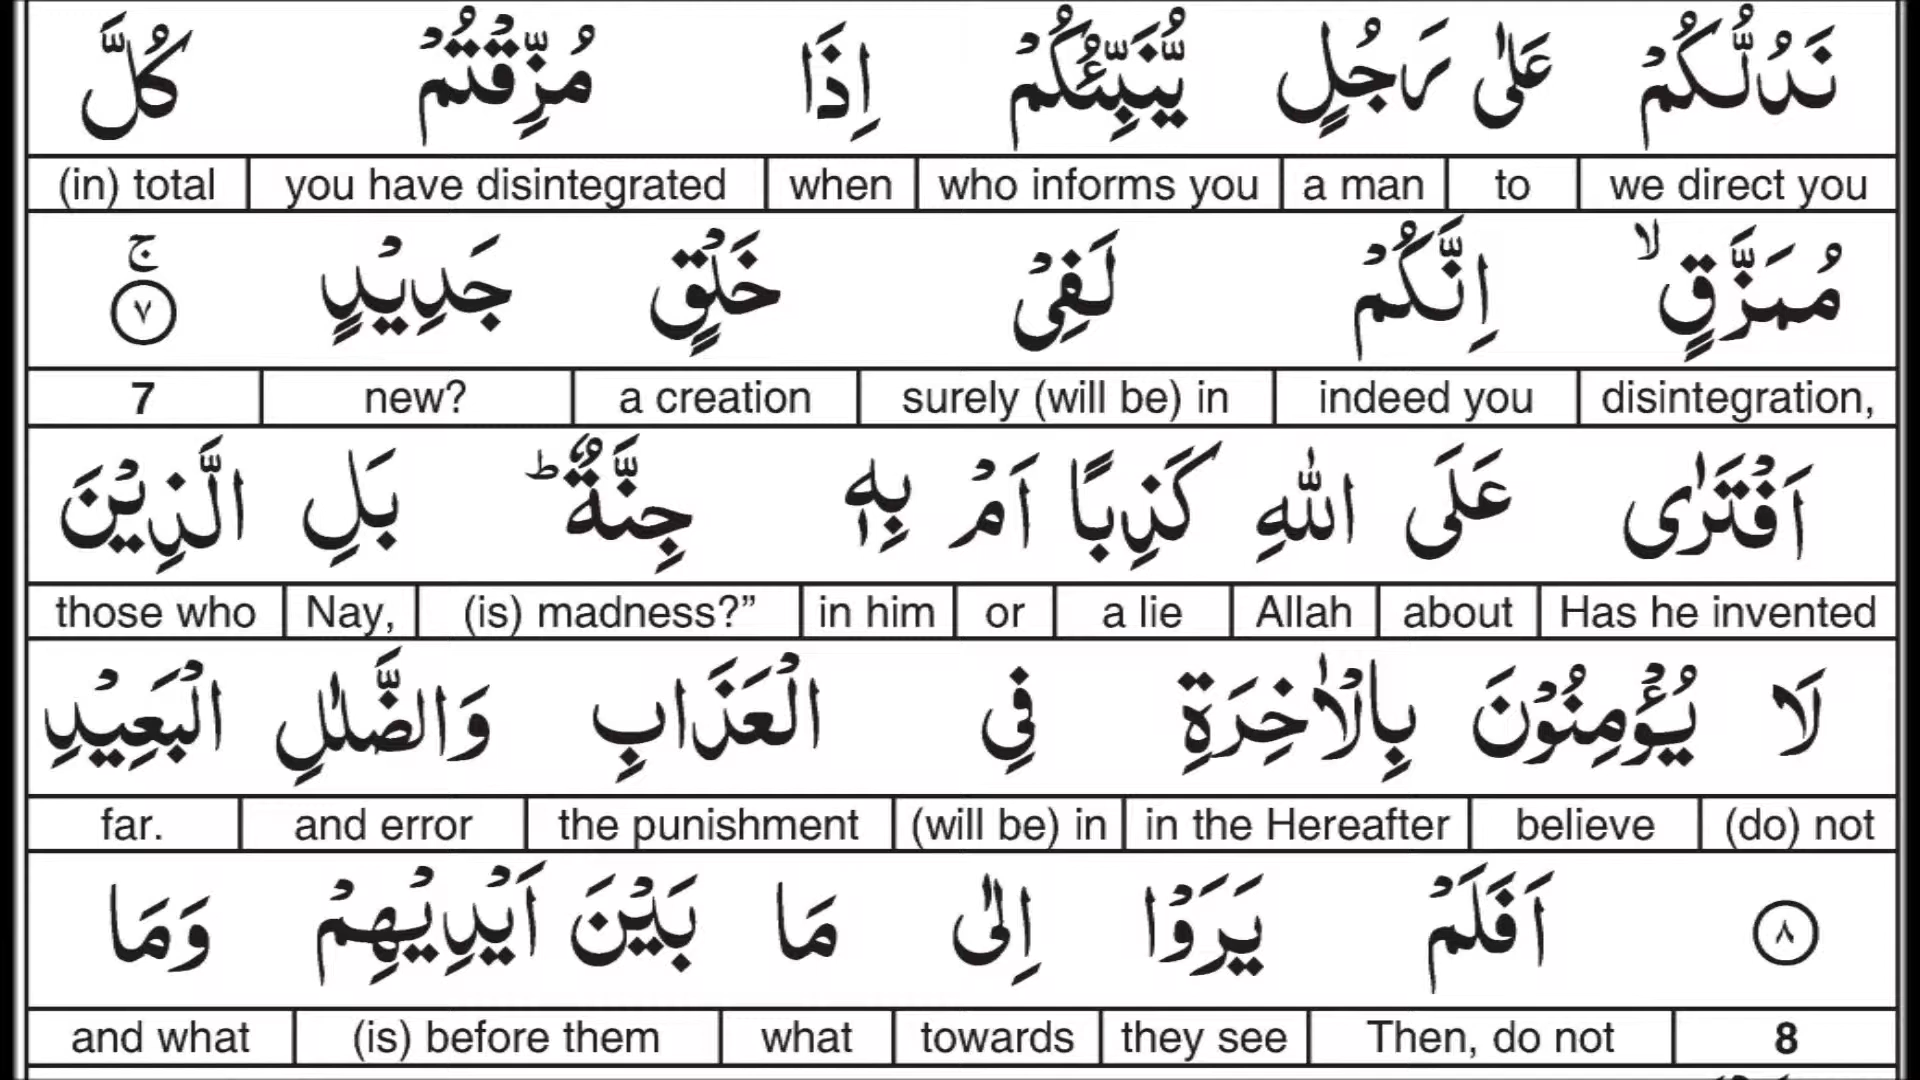 نَدُلُّكُمْ عَلٰى رَجُلٍ يُّنَبِّئُكُمْ اِذَا مُزِّقْتُمْ كُلَّ
we direct you to a man who informs you when you have disintegrated (in) total
مُمَزَّقٍ ۙ اِنَّكُمْ لَفِىْ خَلْقٍ جَدِيْدٍ ۚ ٧
disintegration, indeed you surely (will be) in a creation new? 7
اَفْتَرٰى عَلَى اللّٰهِ كَذِبًا اَمْ بِهٖ جِنَّةٌ ؕ بَلِ الَّذِيْنَ
Has he invented about Allah a lie or in him (is) madness?” Nay, those who
لَا يُؤْمِنُوْنَ بِالْاٰخِرَةِ فِى الْعَذَابِ وَالضَّلٰلِ الْبَعِيْدِ
(do) not believe in the Hereafter (will be) in the punishment and error far.
٨ اَفَلَمْ يَرَوْا اِلٰى مَا بَيْنَ اَيْدِيْهِمْ وَمَا
8 Then, do not they see towards what (is) before them and what